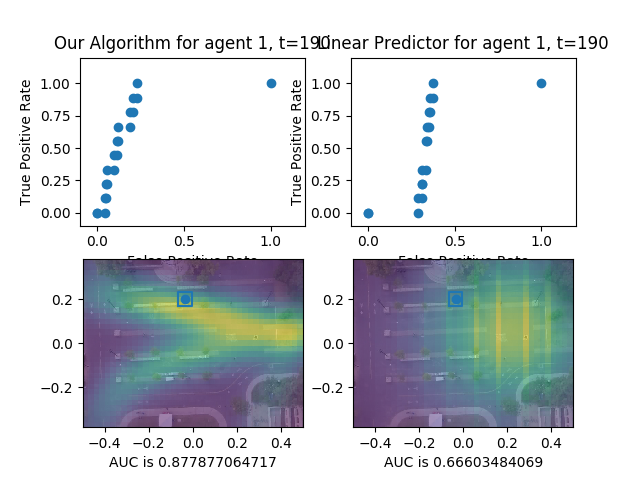 Our Algorithm for agent 1, t=190
Linear Predictor for agent 1, t=190
True Positive Rate
1.00
0.75
0.50
0.25
0.00
0.0 0.5 1.0
False Positive Rate
True Positive Rate
1.00
0.75
0.50
0.25
0.00
0.0 0.5 1.0
False Positive Rate
0.2
0.0
−0.2
−0.4 −0.2 0.0 0.2 0.4
AUC is 0.877877064717
0.2
0.0
−0.2
−0.4 −0.2 0.0 0.2 0.4
AUC is 0.66603484069